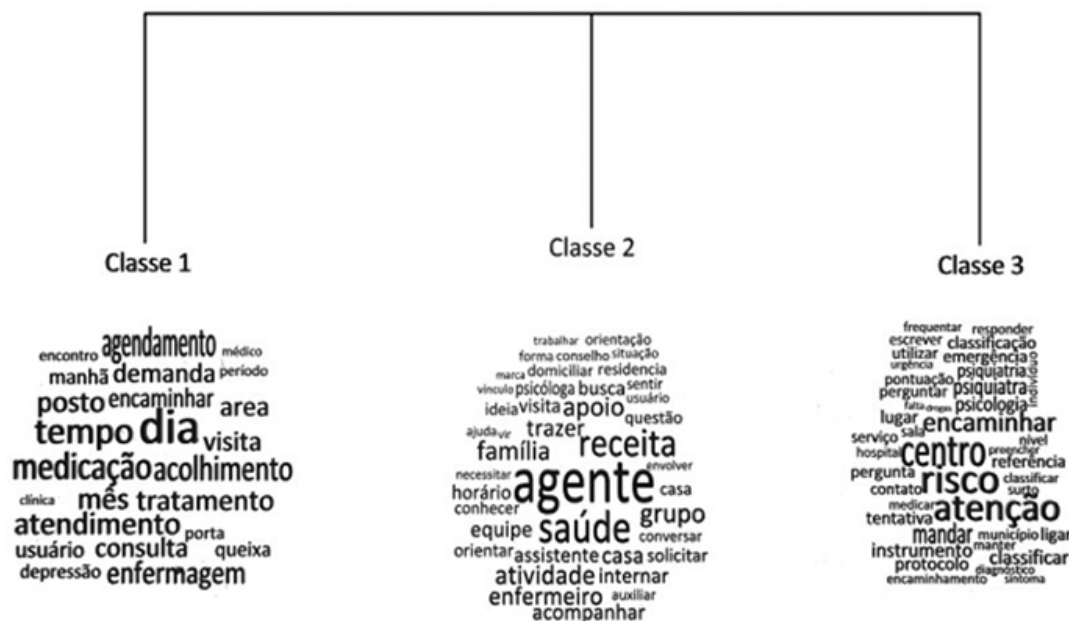 Classe 1
agendamento
encontro médico
manhã demanda período
posto encaminhar area
tempo dia visita
medicação acolhimento
clínica mês tratamento
atendimento porta
usuário consulta queixa
depressão enfermagem
Classe 2
trabalhar orientação
forma conselho situação
marca domiciliar residencia
vínculo psicóloga busca sentir
usuário
ideia visita apoio questão
ajuda vir trazer receita
família
necessitar agente envolver
horário casa
conhecer saúde grupo
equipe conversar
orientar assistente casa solicitar
atividade internar
enfermeiro auxiliar
acompanhar
Classe 3
frequentar responder
escrever classificação
utilizar emergência
urgência psiquiatria indivíduo
pontuação psiquiatra
perguntar
falta drogas psicologia
lugar encaminhar
serviço sala nivel
hospital centro preencher
referência
pergunta risco classificar
contato surto
medicar atenção
tentativa
mandar município ligar
instrumento manter
protocolo classificar
diagnóstico
encaminhamento sintoma